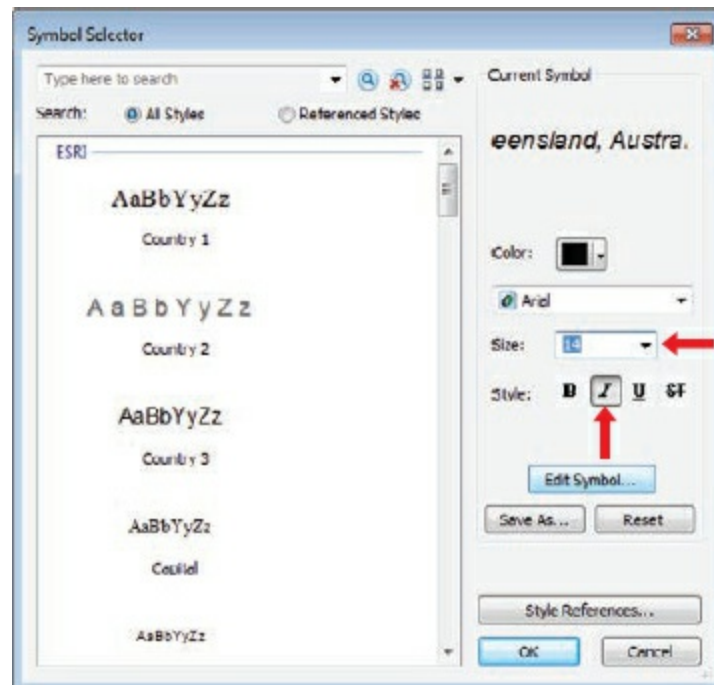 Symbol Selector
Type here to search
Search: All Styles Referenced Styles
ESRI
AaBbYyZz
Country 1
AaBbYyZz
Country 2
AaBbYyZz
Country 3
AaBbYyZz
Capital
AaBbYyZz
Current Symbol
eensland, Austra.
Color:
Arial
Size: 14
Style: B I U ST
Edit Symbol...
Save As... Reset
Style References...
OK Cancel